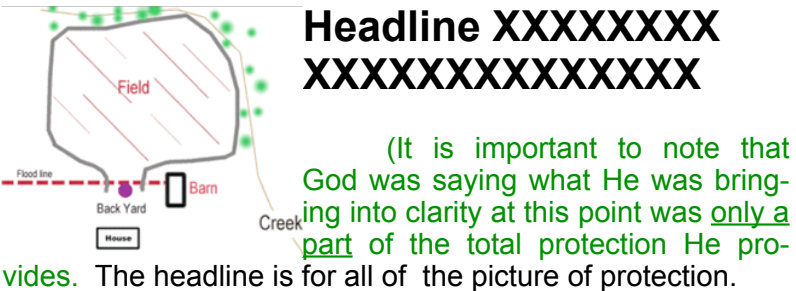 Headline XXXXXXXX
XXXXXXXXXXXXXX
Field
Flood line
Barn
Back Yard
House
Creek
(It is important to note that
God was saying what He was bring-
ing into clarity at this point was only a
part of the total protection He pro-
vides. The headline is for all of the picture of protection.